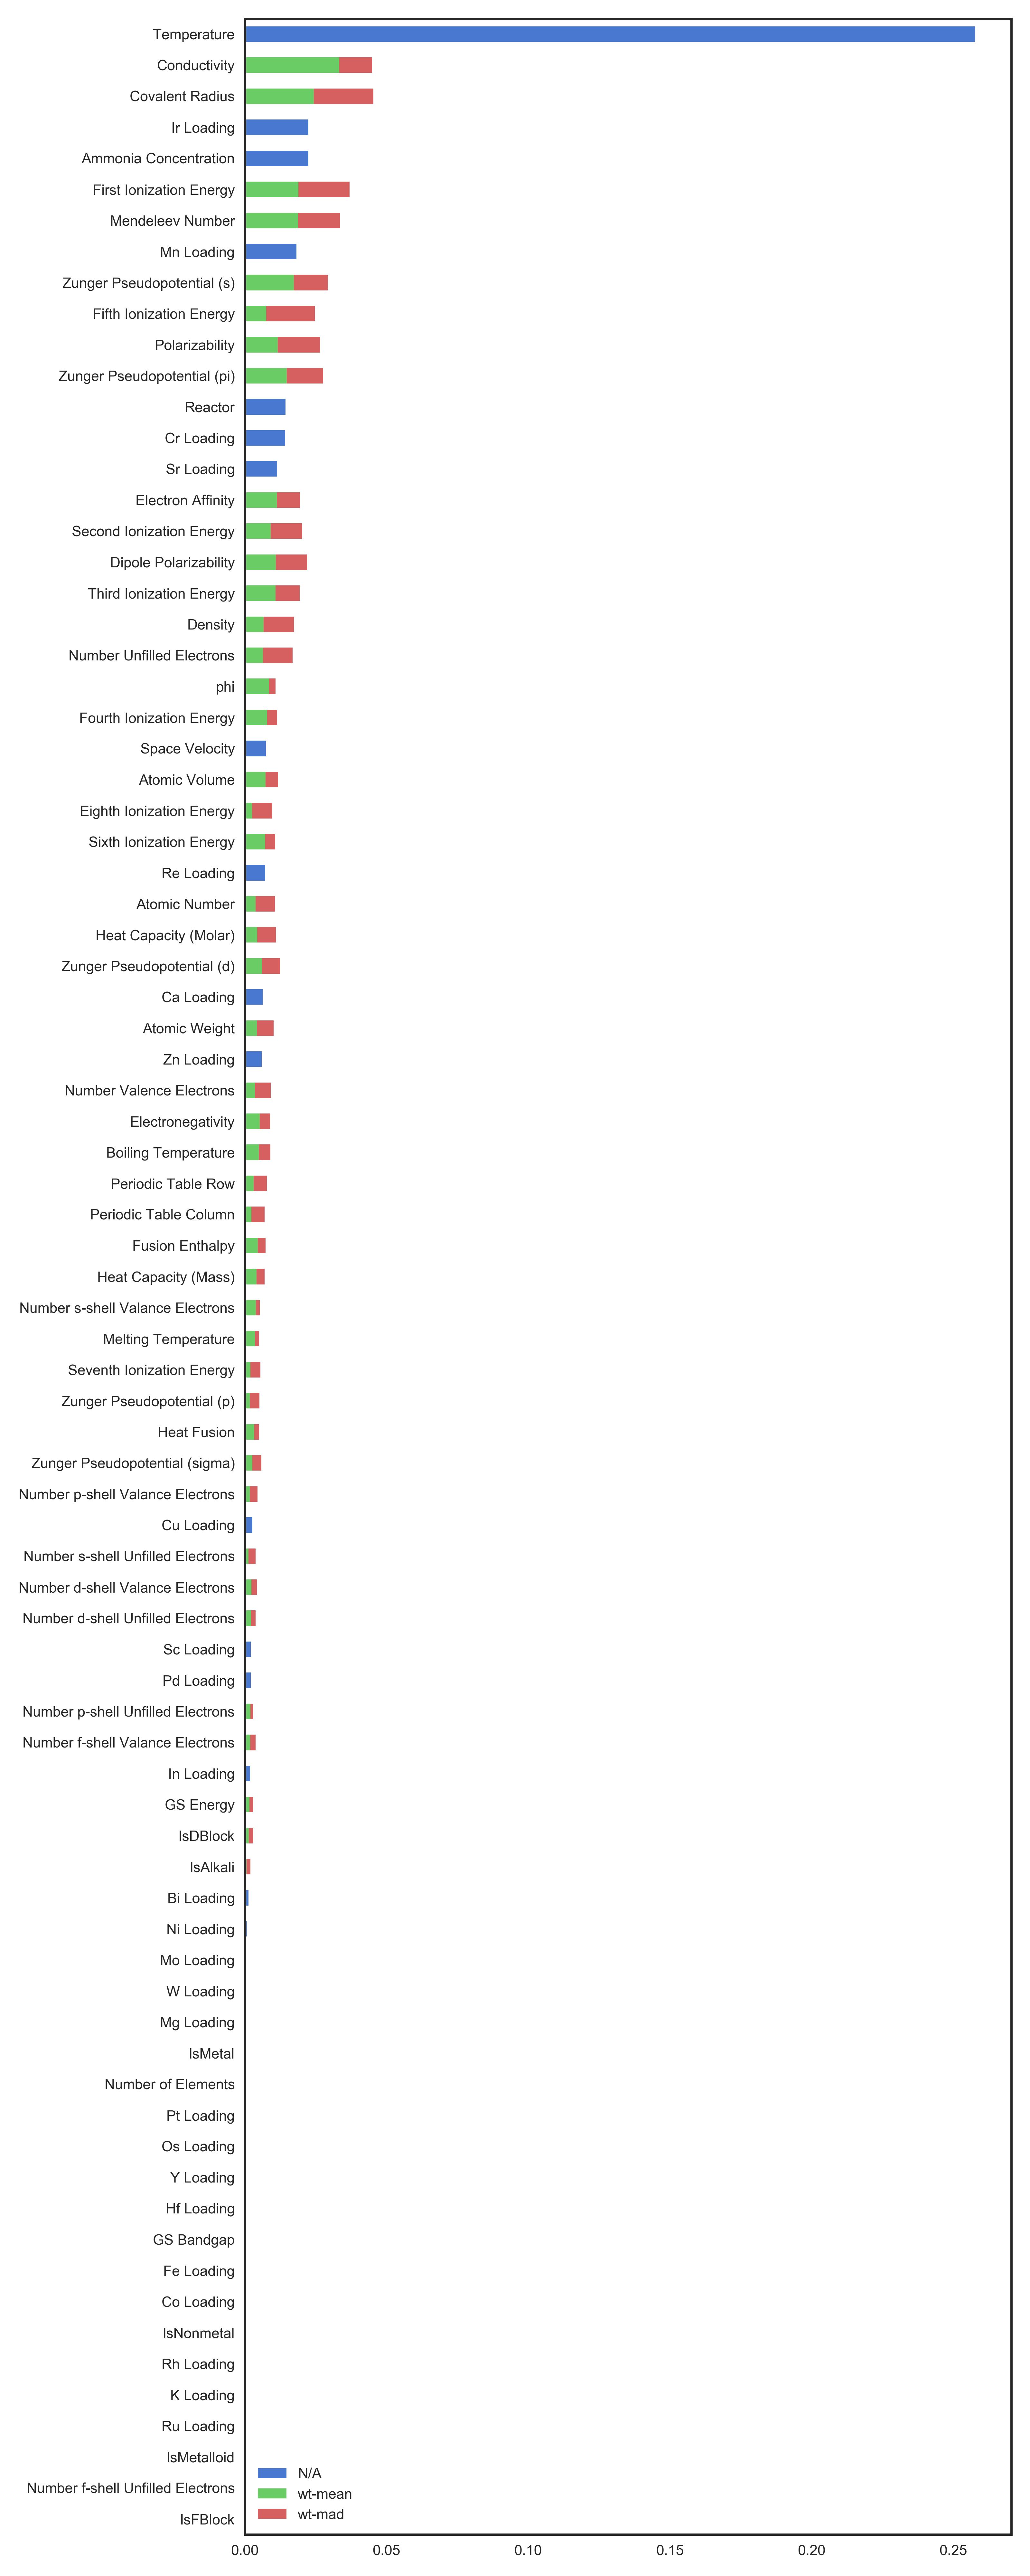 Temperature
Conductivity
Covalent Radius
Ir Loading
Ammonia Concentration
First Ionization Energy
Mendeleev Number
Mn Loading
Zunger Pseudopotential (s)
Fifth Ionization Energy
Polarizability
Zunger Pseudopotential (pi)
Reactor
Cr Loading
Sr Loading
Electron Affinity
Second Ionization Energy
Dipole Polarizability
Third Ionization Energy
Density
Number Unfilled Electrons
phi
Fourth Ionization Energy
Space Velocity
Atomic Volume
Eighth Ionization Energy
Sixth Ionization Energy
Re Loading
Atomic Number
Heat Capacity (Molar)
Zunger Pseudopotential (d)
Ca Loading
Atomic Weight
Zn Loading
Number Valence Electrons
Electronegativity
Boiling Temperature
Periodic Table Row
Periodic Table Column
Fusion Enthalpy
Heat Capacity (Mass)
Number s-shell Valance Electrons
Melting Temperature
Seventh Ionization Energy
Zunger Pseudopotential (p)
Heat Fusion
Zunger Pseudopotential (sigma)
Number p-shell Valance Electrons
Cu Loading
Number s-shell Unfilled Electrons
Number d-shell Valance Electrons
Number d-shell Unfilled Electrons
Sc Loading
Pd Loading
Number p-shell Unfilled Electrons
Number f-shell Valance Electrons
In Loading
GS Energy
IsDBlock
IsAlkali
Bi Loading
Ni Loading
Mo Loading
W Loading
Mg Loading
IsMetal
Number of Elements
Pt Loading
Os Loading
Y Loading
Hf Loading
GS Bandgap
Fe Loading
Co Loading
IsNonmetal
Rh Loading
K Loading
Ru Loading
IsMetalloid
Number f-shell Unfilled Electrons
IsFBlock
N/A
wt-mean
wt-mad
0.00 0.05 0.10 0.15 0.20 0.25